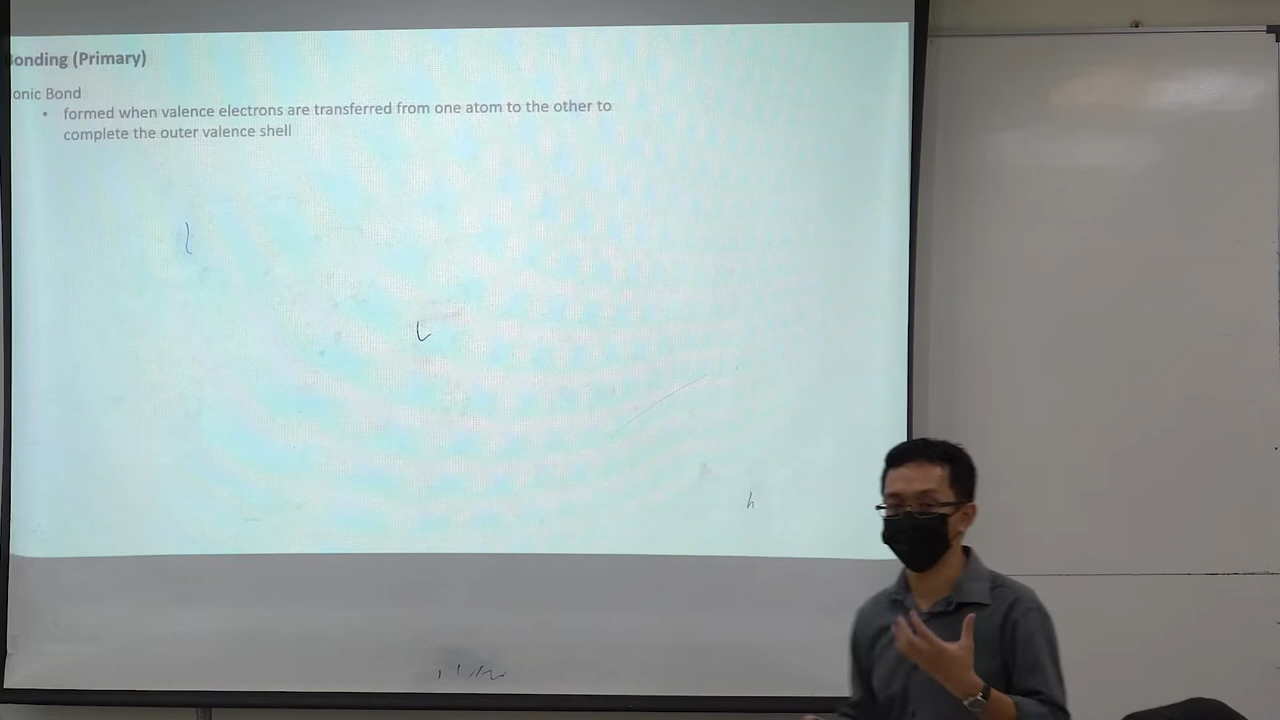 Bonding (Primary)
onic Bond
• formed when valence electrons are transferred from one atom to the other to
complete the outer valence shell
h